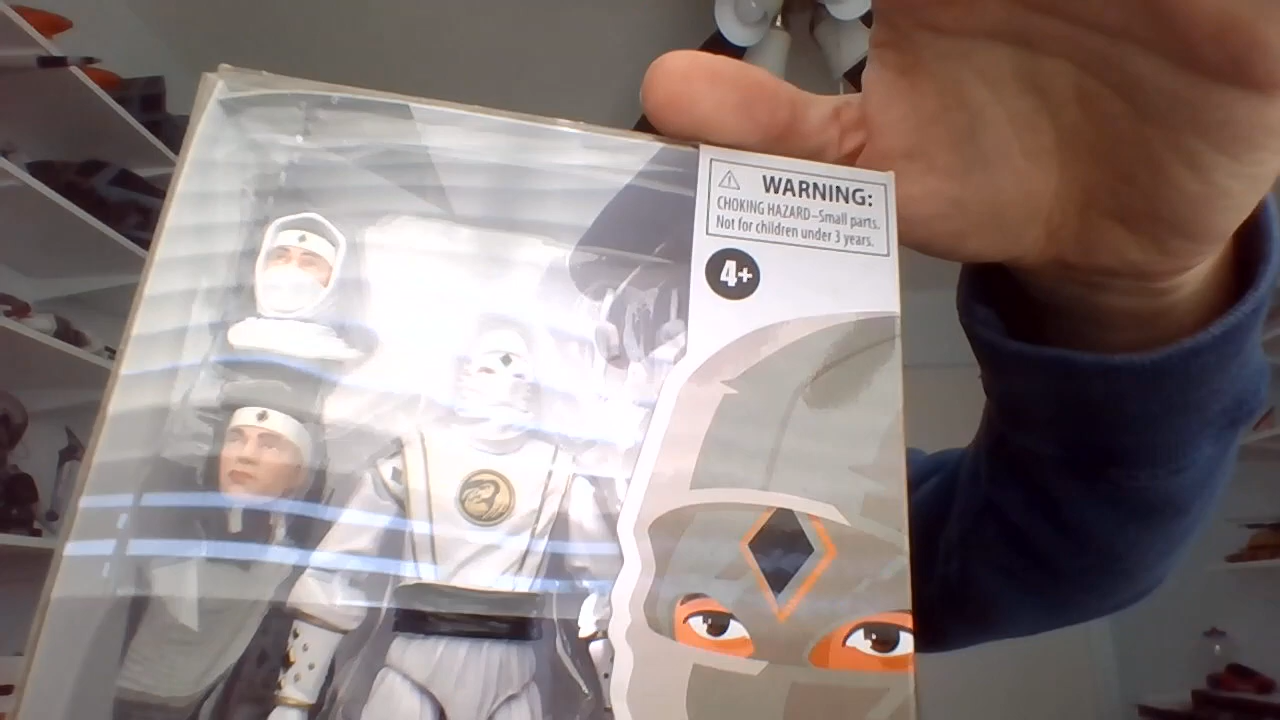 WARNING:
CHOKING HAZARD–Small parts.
Not for children under 3 years.
4+